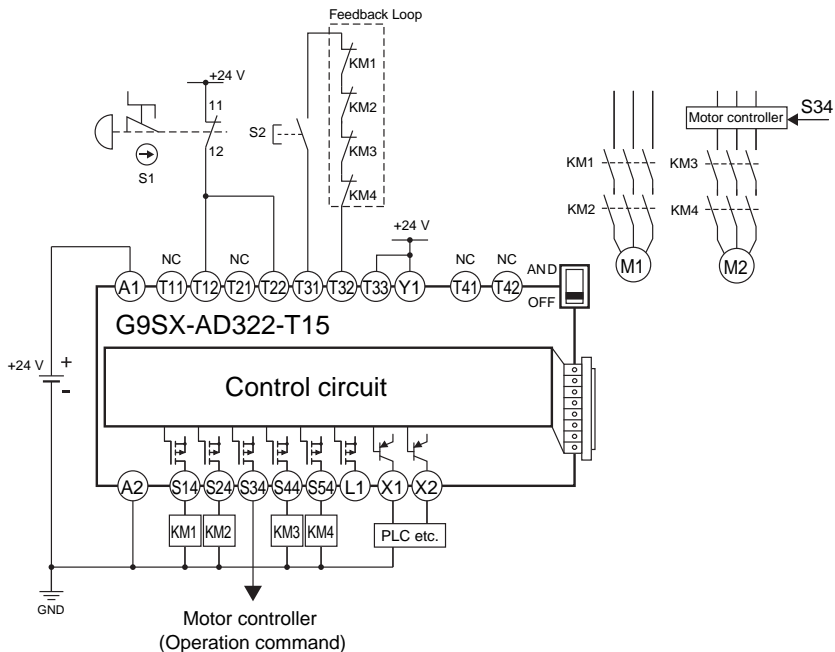 Feedback Loop
+24 V
11
12
S1
S2
KM1
KM2
KM3
KM4
+24 V
Motor controller
S34
KM1
KM2
KM3
KM4
M1
M2
NC
NC
NC
NC
A1
T11
T12
T21
T22
T31
T32
T33
Y1
T41
T42
AND
OFF
G9SX-AD322-T15
+24 V
+
-
Control circuit
A2
S14
S24
S34
S44
S54
L1
X1
X2
KM1
KM2
KM3
KM4
PLC etc.
GND
Motor controller
(Operation command)